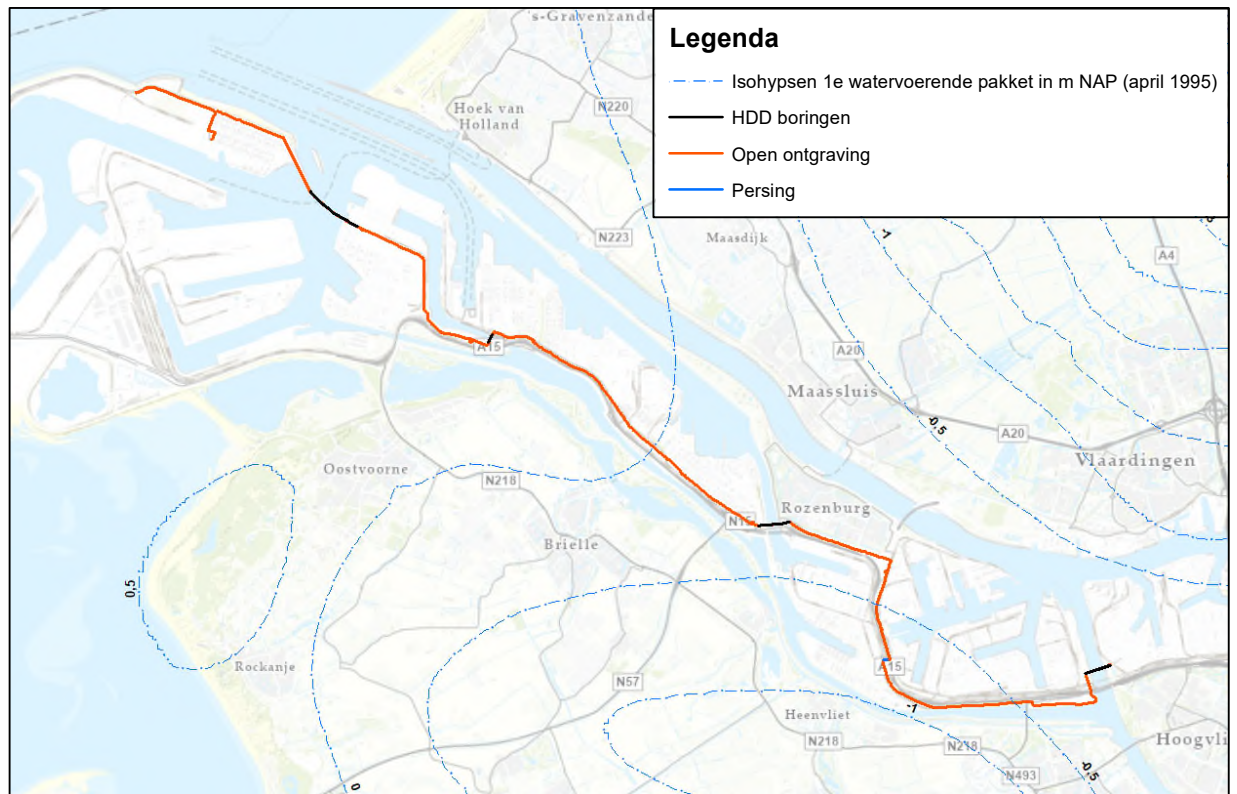 's-Gravenzande
Legenda
Isohypsen 1e watervoerende pakket in m NAP (april 1995)
HDD boringen
Open ontgraving
Persing
Hoek van
Holland
N220
N223
Maasdijk
-1
A4
A20
A15
Maassluis
-0,5
A20
Vlaardingen
Oostvoorne
N218
Rozenburg
N15
Brielle
0,5
Rockanje
A15
N57
-1
Heenvliet
N218
N218
Hoogvli
N493
-0,5
0